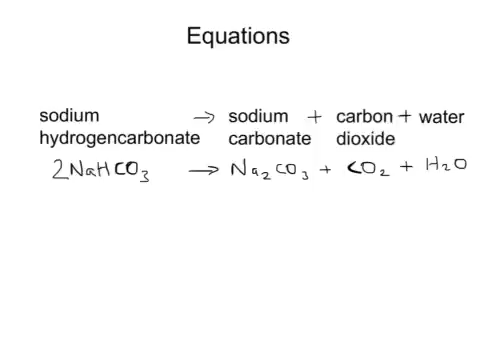 Equations
sodium → sodium + carbon + water
hydrogencarbonate carbonate dioxide
2NaHCO₃ → Na₂CO₃ + CO₂ + H₂O